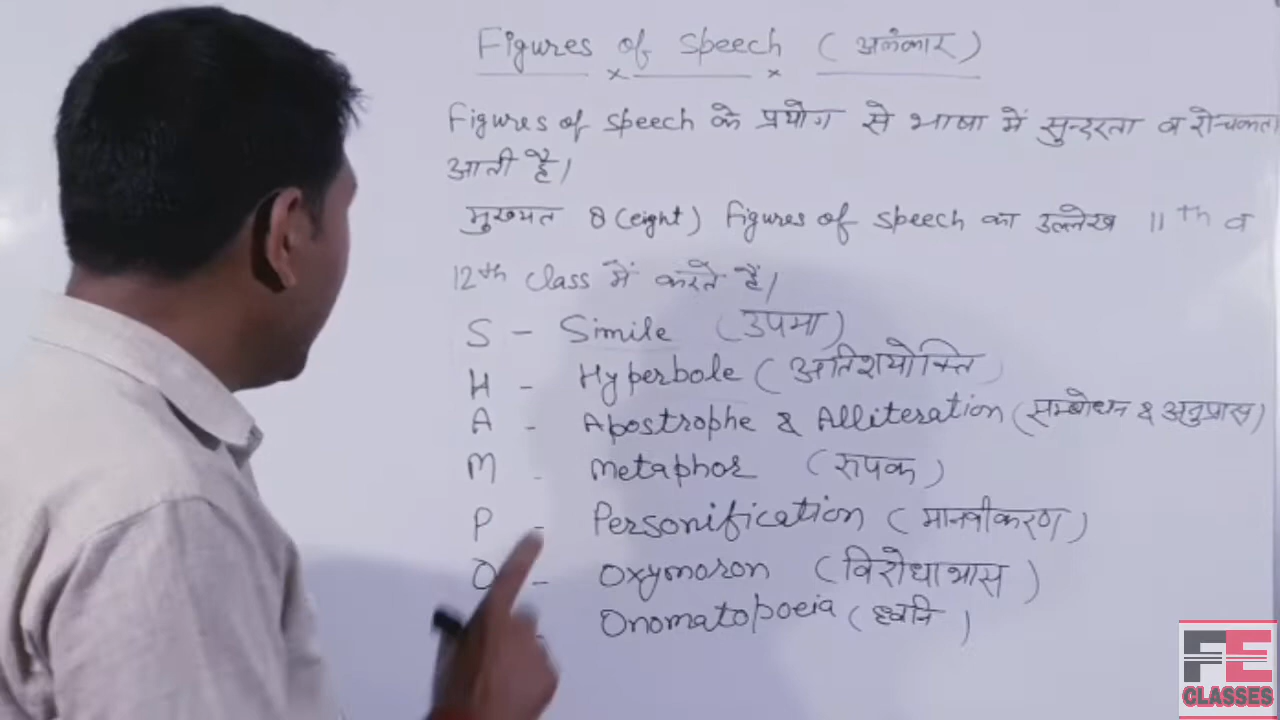 Figures of speech (अलंकार)
Figures of speech के प्रयोग से भाषा में सुन्दरता व रोचकता
आती है।
मुख्यत 8 (eight) figures of speech का उल्लेख 11th व
12th class में करते हैं।
S - Simile (उपमा)
H - Hyperbole (अतिशयोक्ति)
A - Apostrophe & Alliteration (सम्बोधन & अनुप्रास)
M - Metaphor (रूपक)
P - Personification (मानवीकरण)
O - Oxymoron (विरोधाभास)
Onomatopoeia (ध्वनि)
FE
CLASSES